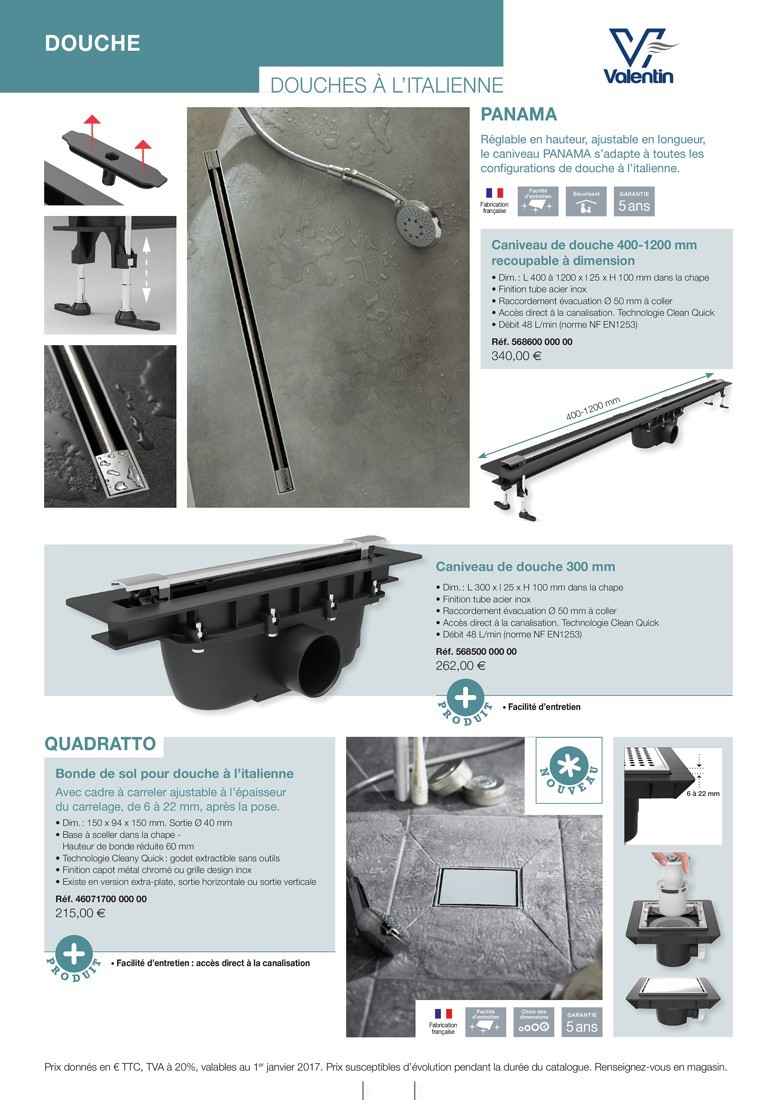 DOUCHE
DOUCHES À L'ITALIENNE
Valentin
PANAMA
Réglable en hauteur, ajustable en longueur,
le caniveau PANAMA s'adapte à toutes les
configurations de douche à l'italienne.
Fabrication
française
Facilité
d'entretien
Sécurisant
GARANTIE
5 ans
Caniveau de douche 400-1200 mm
recoupable à dimension
• Dim. : L 400 à 1200 x l 25 x H 100 mm dans la chape
• Finition tube acier inox
• Raccordement évacuation Ø 50 mm à coller
• Accès direct à la canalisation. Technologie Clean Quick
• Débit 48 L/min (norme NF EN1253)
Réf. 568600 000 00
340,00 €
400-1200 mm
Caniveau de douche 300 mm
• Dim. : L 300 x l 25 x H 100 mm dans la chape
• Finition tube acier inox
• Raccordement évacuation Ø 50 mm à coller
• Accès direct à la canalisation. Technologie Clean Quick
• Débit 48 L/min (norme NF EN1253)
Réf. 568500 000 00
262,00 €
PRODUIT
• Facilité d'entretien
QUADRATTO
Bonde de sol pour douche à l'italienne
Avec cadre à carreler ajustable à l'épaisseur
du carrelage, de 6 à 22 mm, après la pose.
• Dim. : 150 x 94 x 150 mm. Sortie Ø 40 mm
• Base à sceller dans la chape -
Hauteur de bonde réduite 60 mm
• Technologie Cleany Quick : godet extractible sans outils
• Finition capot métal chromé ou grille design inox
• Existe en version extra-plate, sortie horizontale ou sortie verticale
Réf. 46071700 000 00
215,00 €
PRODUIT
• Facilité d'entretien : accès direct à la canalisation
NOUVEAU
6 à 22 mm
Fabrication
française
Facilité
d'entretien
Choix des
dimensions
GARANTIE
5 ans
Prix donnés en € TTC, TVA à 20%, valables au 1er janvier 2017. Prix susceptibles d'évolution pendant la durée du catalogue. Renseignez-vous en magasin.